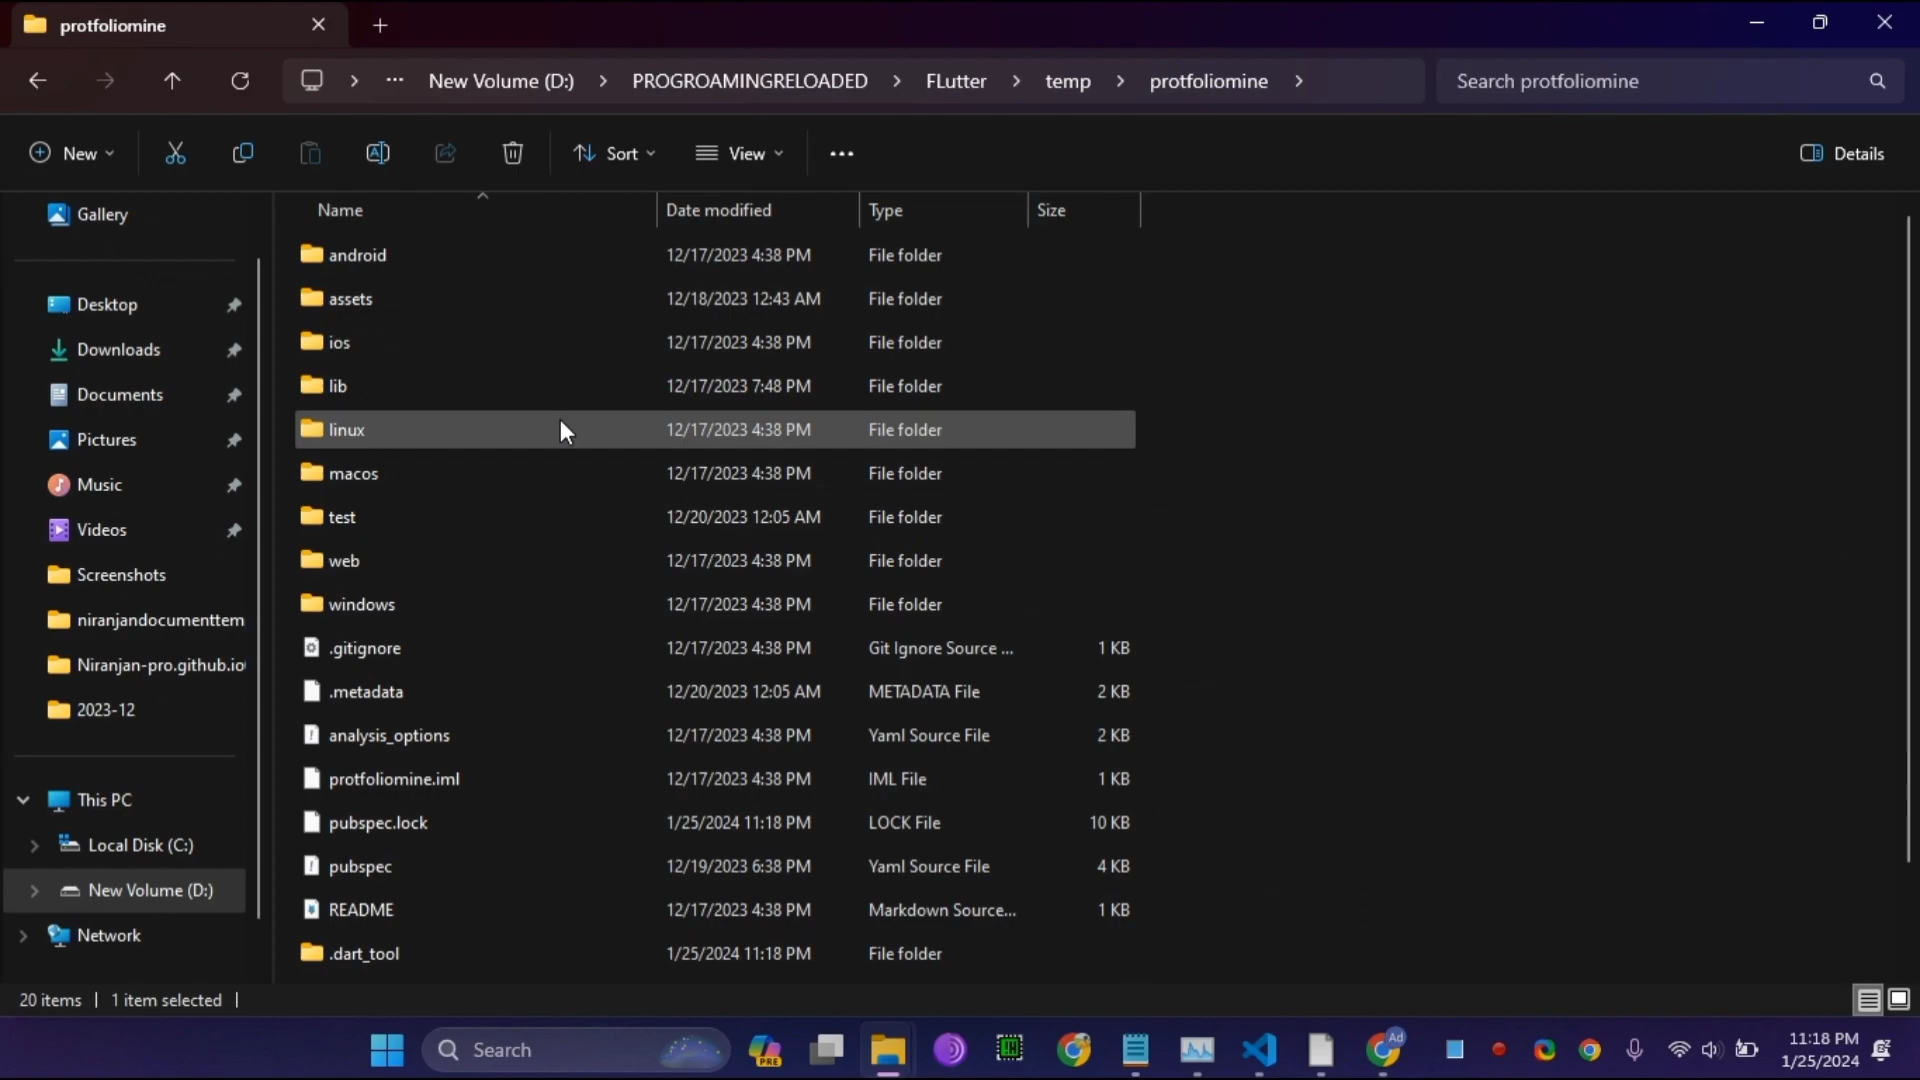 protfoliomine
New Volume (D:) PROGROAMINGRELOADED FLutter temp protfoliomine Search protfoliomine
New Sort View Details
Name Date modified Type Size
Gallery
Desktop
Downloads
Documents
Pictures
Music
Videos
Screenshots
niranjandocumenttem
Niranjan-pro.github.io
2023-12
This PC
Local Disk (C:)
New Volume (D:)
Network
android 12/17/2023 4:38 PM File folder
assets 12/18/2023 12:43 AM File folder
ios 12/17/2023 4:38 PM File folder
lib 12/17/2023 7:48 PM File folder
linux 12/17/2023 4:38 PM File folder
macos 12/17/2023 4:38 PM File folder
test 12/20/2023 12:05 AM File folder
web 12/17/2023 4:38 PM File folder
windows 12/17/2023 4:38 PM File folder
.gitignore 12/17/2023 4:38 PM Git Ignore Source ... 1 KB
.metadata 12/20/2023 12:05 AM METADATA File 2 KB
analysis_options 12/17/2023 4:38 PM Yaml Source File 2 KB
protfoliomine.iml 12/17/2023 4:38 PM IML File 1 KB
pubspec.lock 1/25/2024 11:18 PM LOCK File 10 KB
pubspec 12/19/2023 6:38 PM Yaml Source File 4 KB
README 12/17/2023 4:38 PM Markdown Source... 1 KB
.dart_tool 1/25/2024 11:18 PM File folder
20 items | 1 item selected |
Search PRE Ad 11:18 PM
1/25/2024